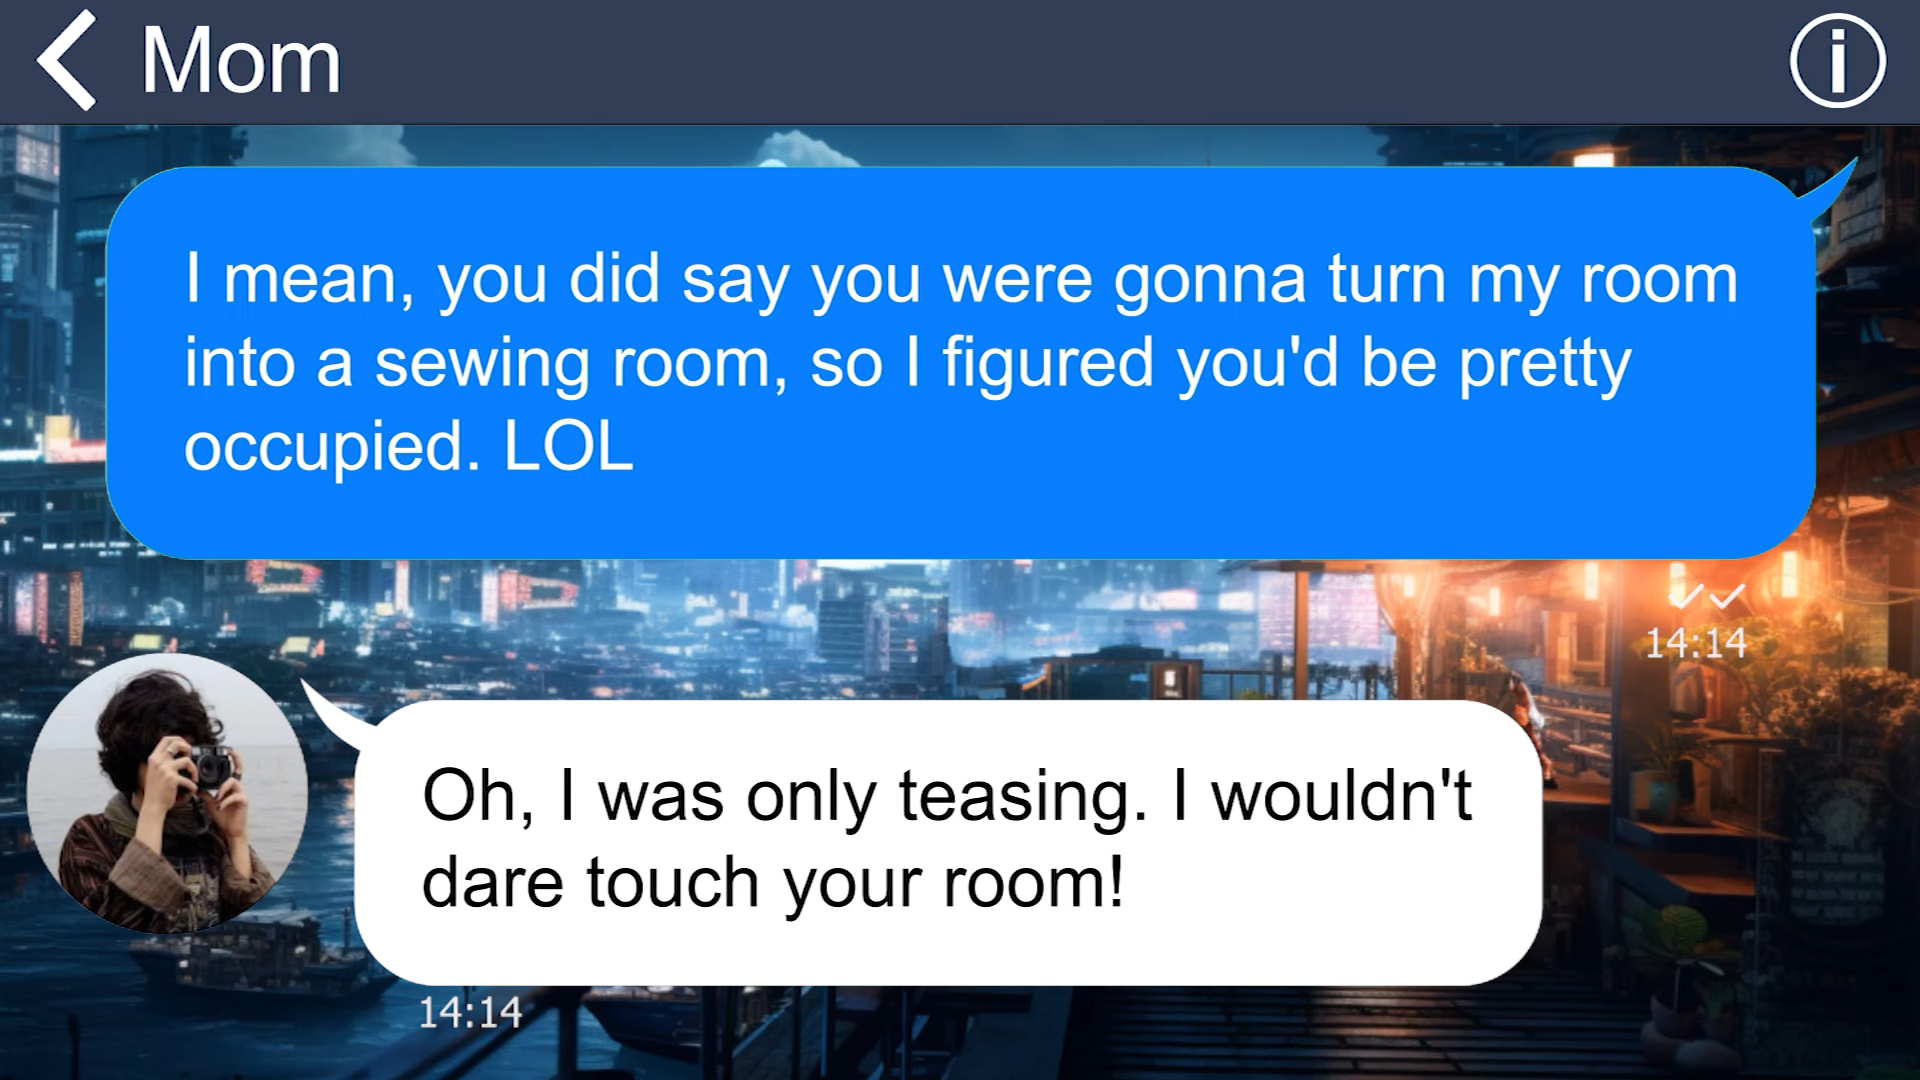 Mom
I mean, you did say you were gonna turn my room
into a sewing room, so I figured you'd be pretty
occupied. LOL
14:14
Oh, I was only teasing. I wouldn't
dare touch your room!
14:14